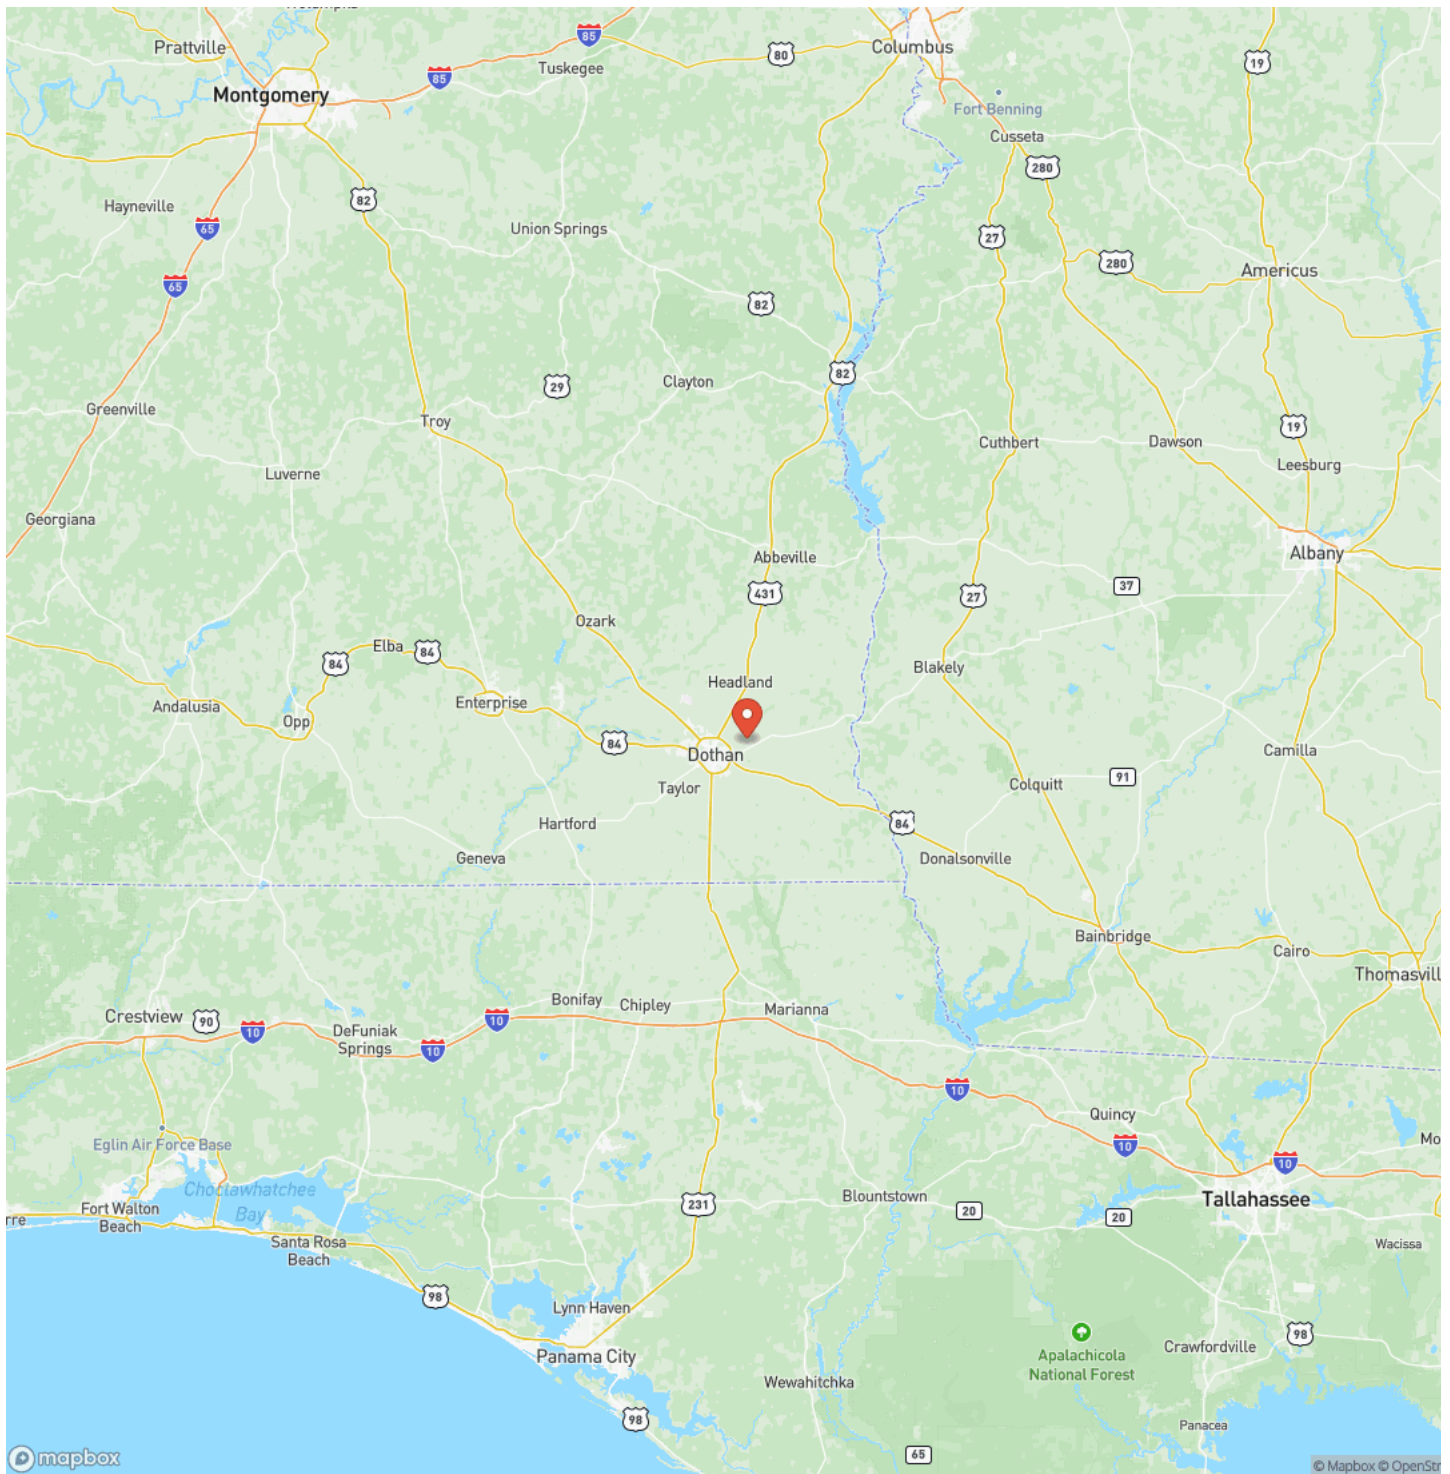 Prattville
85
80
Columbus
19
Tuskegee
85
Montgomery
Fort Benning
Cusseta
280
82
Hayneville
65
Union Springs
27
280
Americus
65
82
82
Clayton
29
Greenville
Troy
19
Cuthbert
Dawson
Leesburg
Luverne
Georgiana
Albany
Abbeville
37
431
27
Ozark
Elba
84
84
Blakely
Headland
Enterprise
Andalusia
Opp
84
Dothan
Camilla
91
Colquitt
Taylor
Hartford
84
Geneva
Donalsonville
Bainbridge
Cairo
Thomasvill
Bonifay
Chipley
Marianna
Crestview
90
10
10
DeFuniak
Springs
10
10
Quincy
Eglin Air Force Base
10
Mo
10
Choctawhatchee
Bay
Blountstown
Tallahassee
231
20
20
Fort Walton
Beach
rre
Santa Rosa
Beach
Wacissa
98
Lynn Haven
98
Crawfordville
Panama City
Apalachicola
National Forest
Wewahitchka
98
Panacea
65
mapbox
© Mapbox © OpenStr